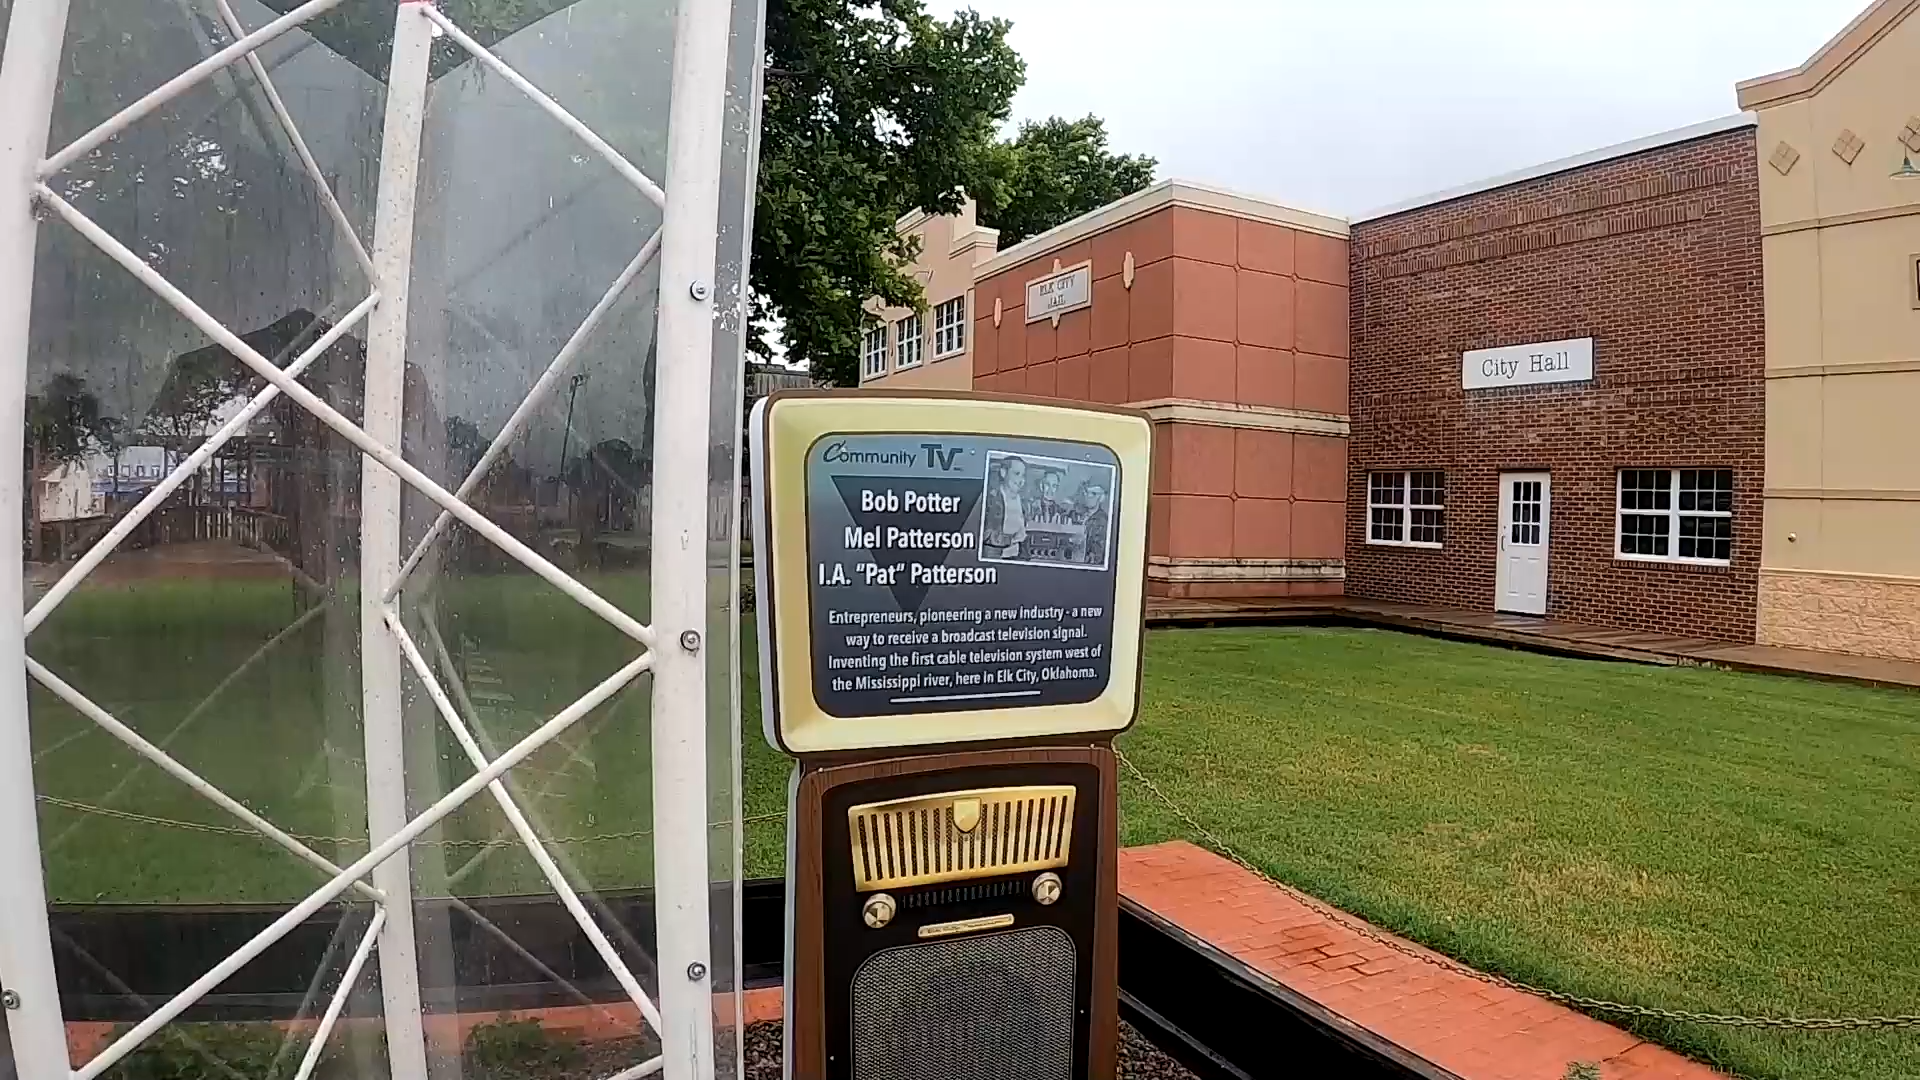 ELK CITY
JAIL
City Hall
Community TV
Bob Potter
Mel Patterson
I.A. "Pat" Patterson
Entrepreneurs, pioneering a new industry - a new
way to receive a broadcast television signal.
Inventing the first cable television system west of
the Mississippi river, here in Elk City, Oklahoma.